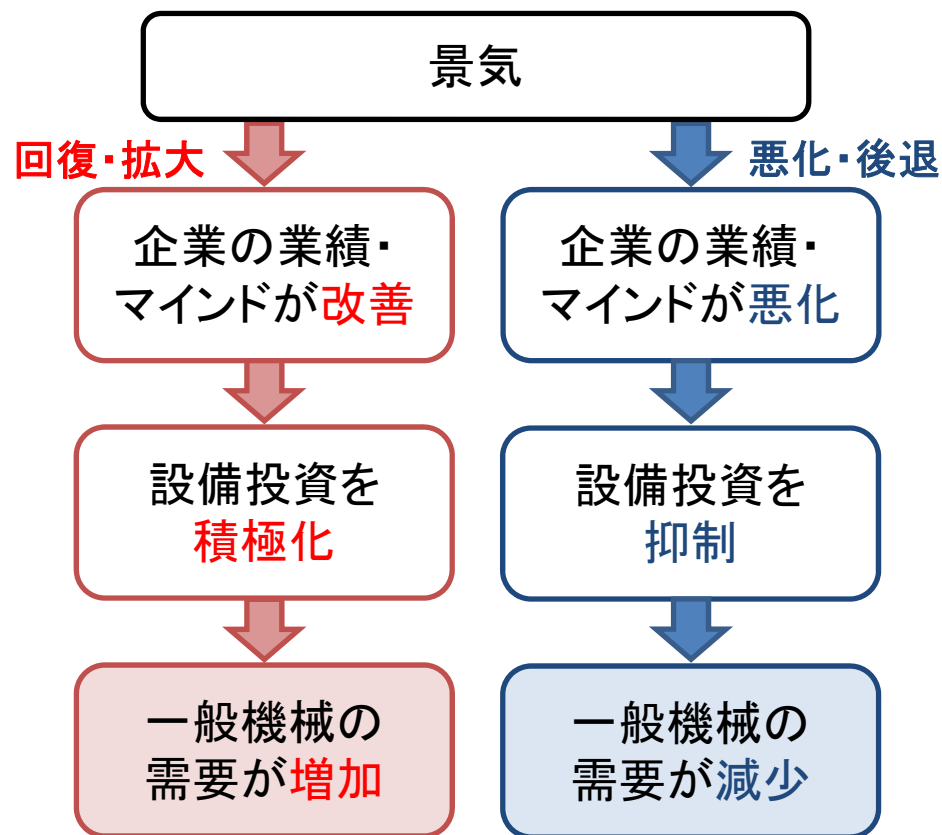 景気
回復・拡大
悪化・後退
企業の業績・
マインドが改善
企業の業績・
マインドが悪化
設備投資を
積極化
設備投資を
抑制
一般機械の
需要が増加
一般機械の
需要が減少